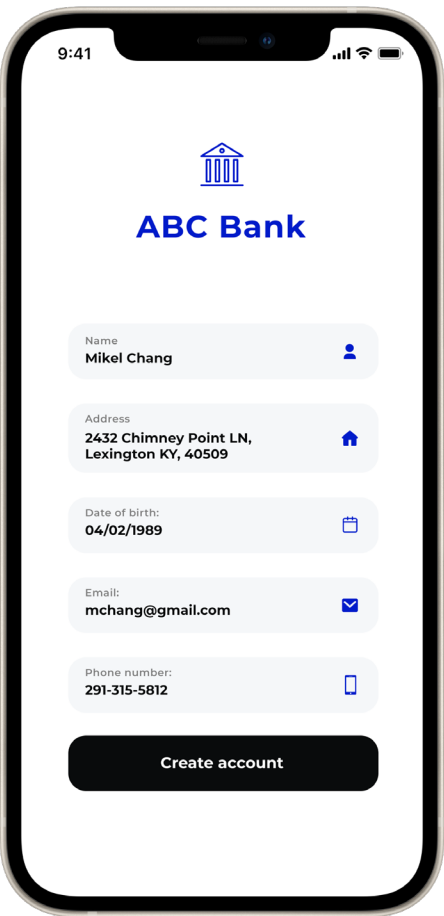 9:41
ABC Bank
Name
Mikel Chang
Address
2432 Chimney Point LN,
Lexington KY, 40509
Date of birth:
04/02/1989
Email:
mchang@gmail.com
Phone number:
291-315-5812
Create account